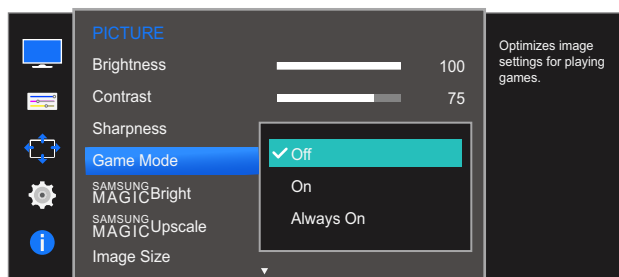 PICTURE
Brightness 100
Contrast 75
Sharpness
Game Mode
Off
On
Always On
SAMSUNG
MAGICBright
SAMSUNG
MAGICUpscale
Image Size
Optimizes image
settings for playing
games.